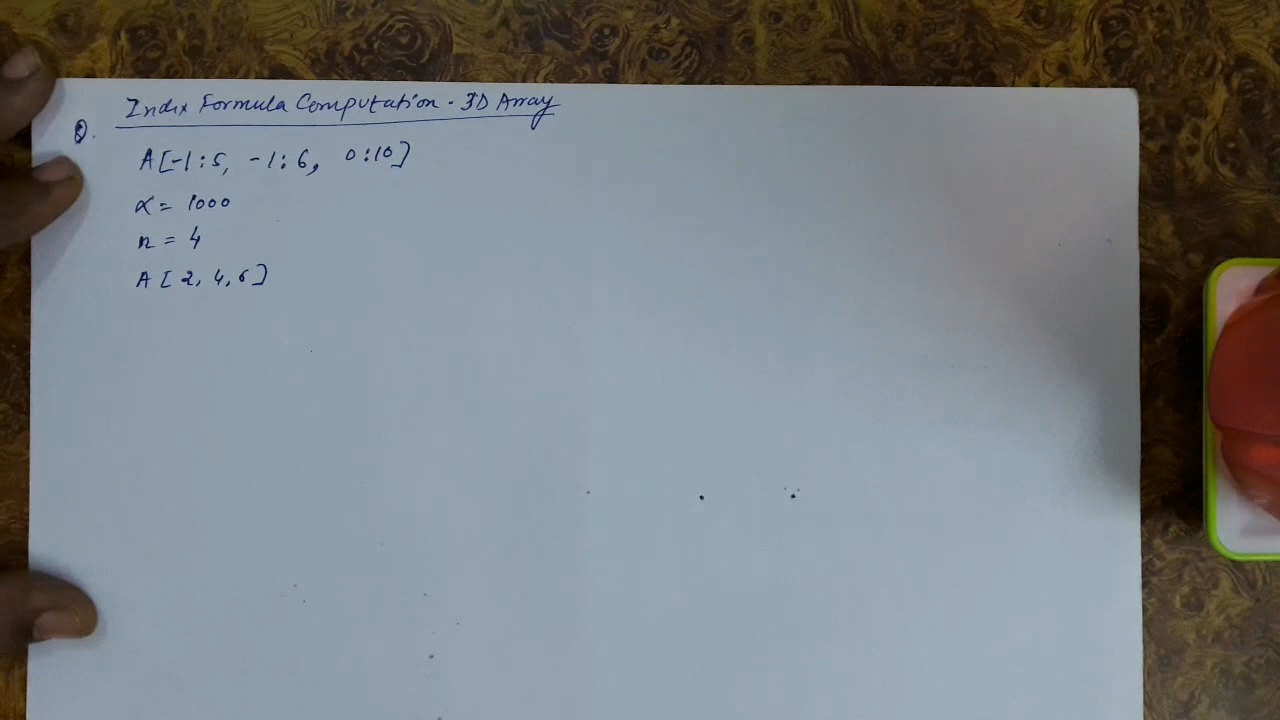 Index Formula Computation - 3D Array
Q.
A[-1:5, -1:6, 0:10]
α = 1000
n = 4
A[2, 4, 6]